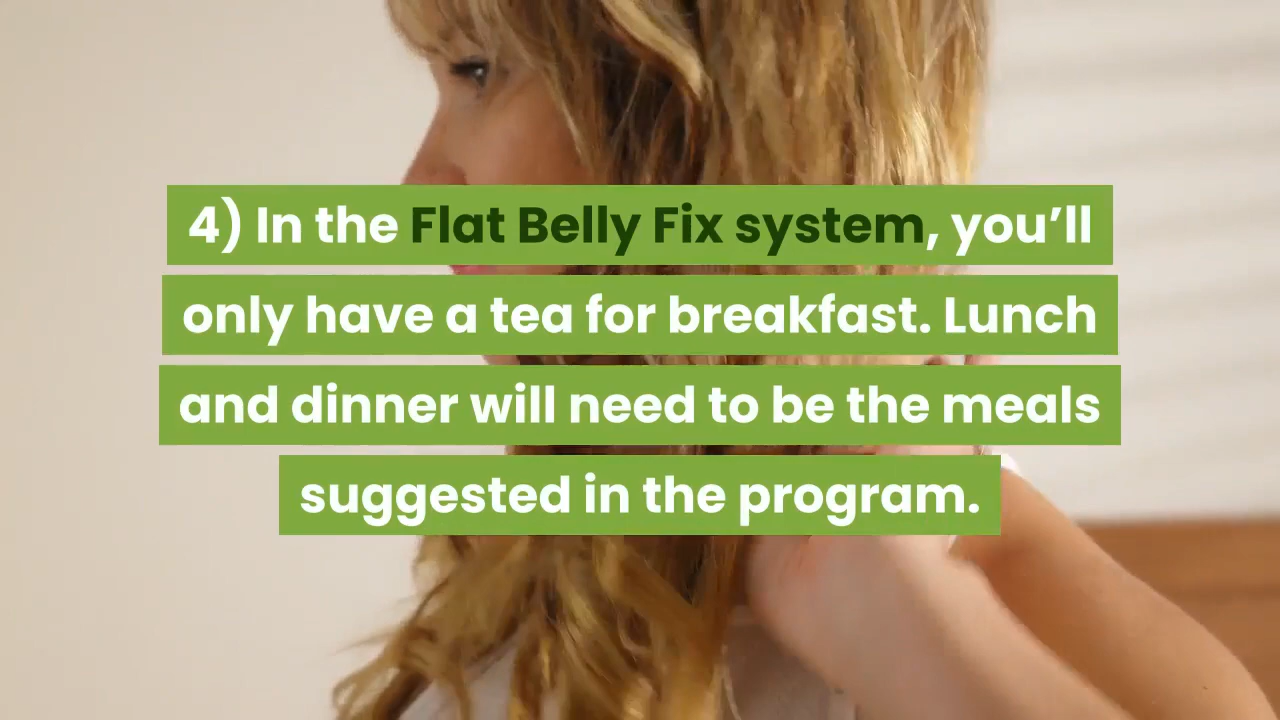 4) In the Flat Belly Fix system, you’ll
only have a tea for breakfast. Lunch
and dinner will need to be the meals
suggested in the program.